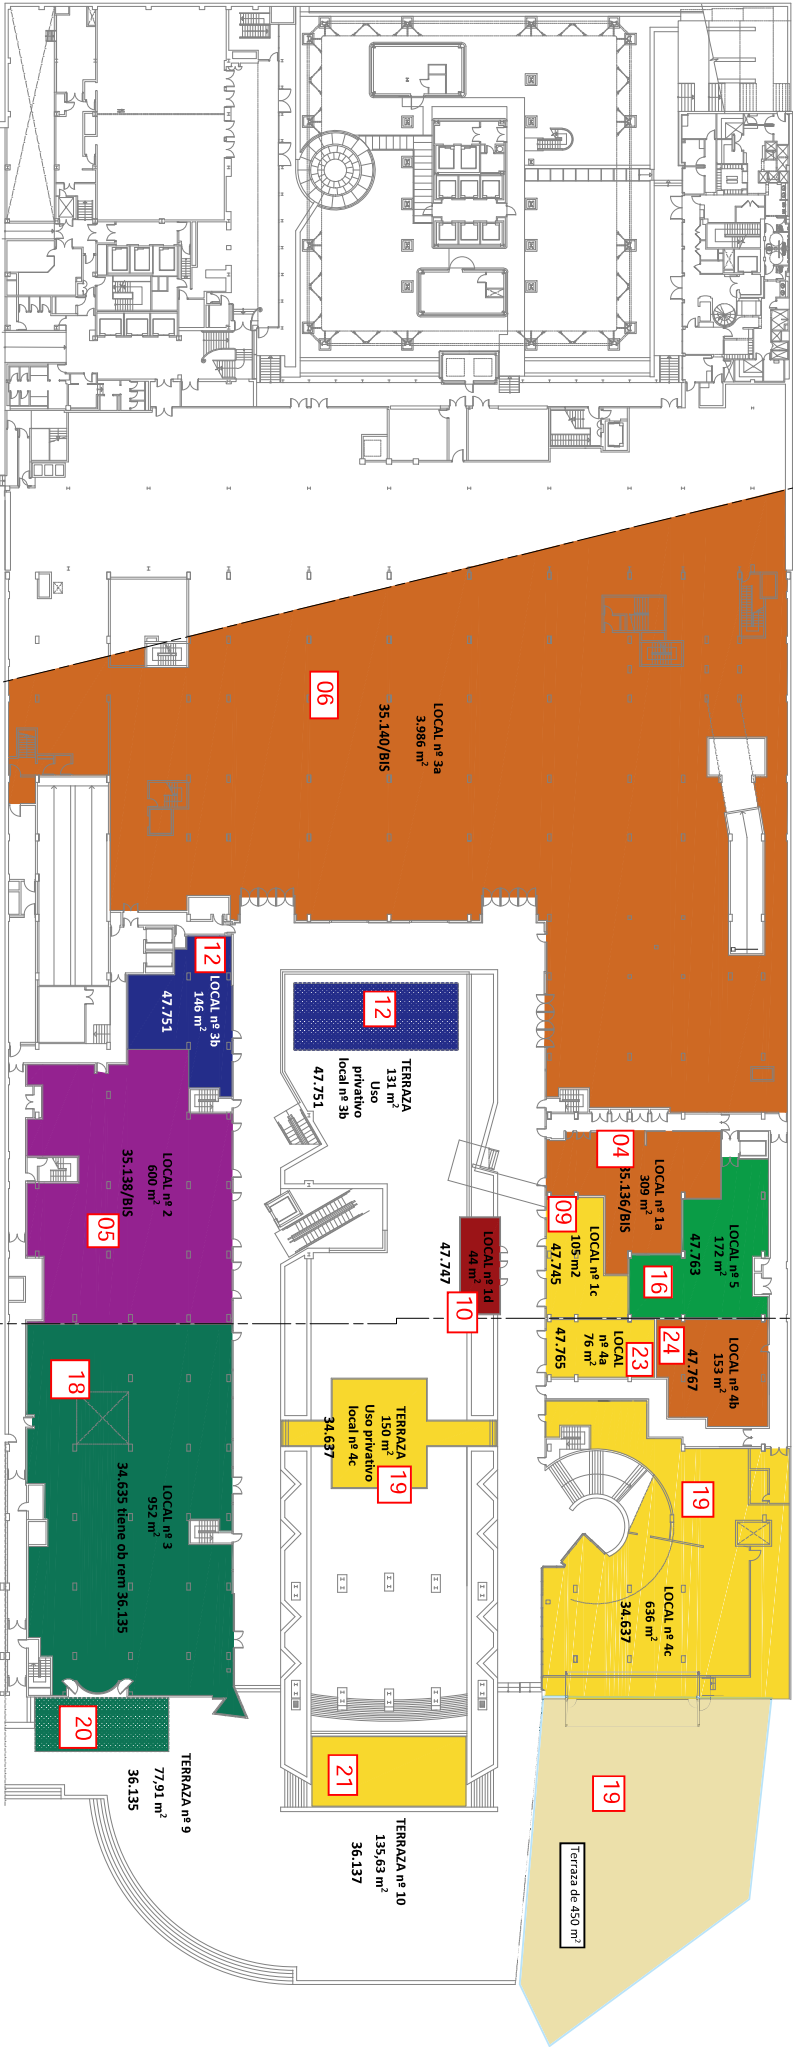 06
LOCAL nº 3a
3.986 m²
35.140/BIS
12
LOCAL nº 3b
146 m²
47.751
12
TERRAZA
131 m²
Uso
privativo
local nº 3b
47.751
04
LOCAL nº 1a
309 m²
35.136/BIS
LOCAL nº 2
600 m²
35.138/BIS
05
09
LOCAL nº 1c
105 m2
47.745
LOCAL nº 5
172 m²
47.763
16
LOCAL nº 1d
44 m²
47.747
10
LOCAL
nº 4a
76 m²
47.765
23
24
LOCAL nº 4b
153 m²
47.767
18
LOCAL nº 3
952 m²
34.635 tiene ob rem 36.135
TERRAZA
150 m²
Uso privativo
local nº 4c
34.637
19
19
LOCAL nº 4c
636 m²
34.637
20
TERRAZA nº 9
77,91 m²
36.135
21
TERRAZA nº 10
135,63 m²
36.137
19
Terraza de 450 m²